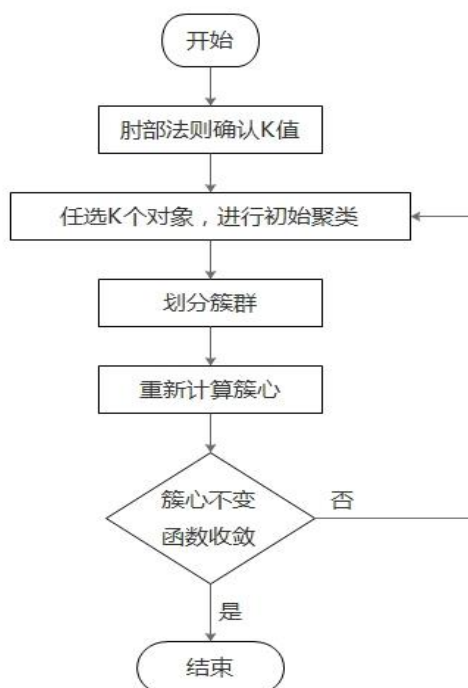 开始
肘部法则确认K值
任选K个对象，进行初始聚类
划分簇群
重新计算簇心
簇心不变
函数收敛
否
是
结束